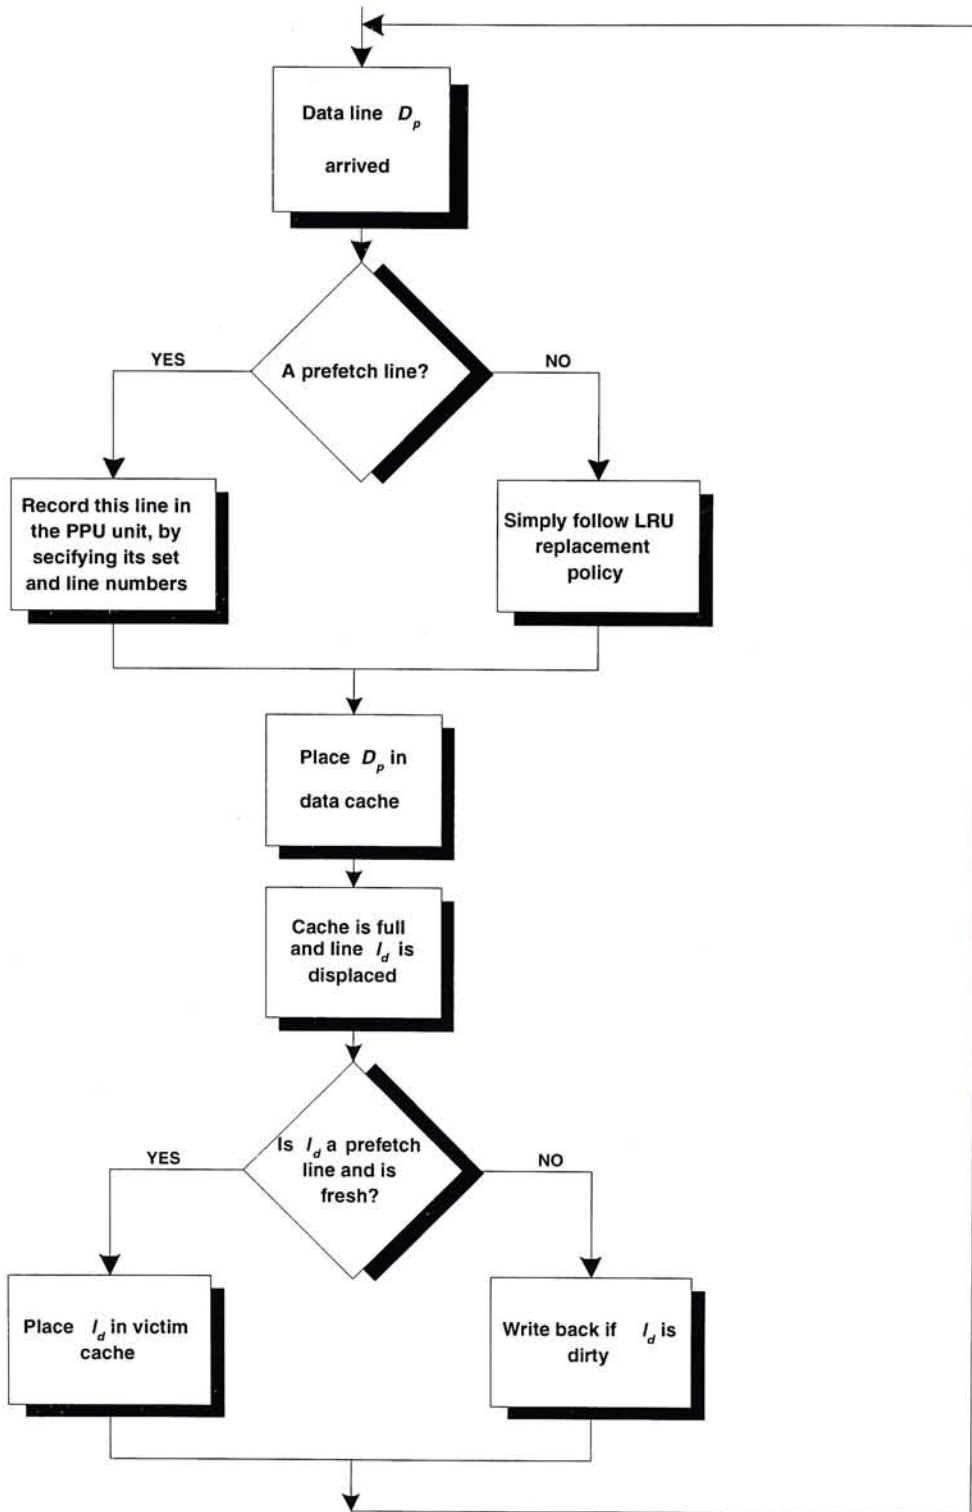 Data line D_p
arrived
A prefetch line?
YES
NO
Record this line in
the PPU unit, by
secifying its set
and line numbers
Simply follow LRU
replacement
policy
Place D_p in
data cache
Cache is full
and line l_d is
displaced
Is l_d a prefetch
line and is
fresh?
YES
NO
Place l_d in victim
cache
Write back if l_d is
dirty